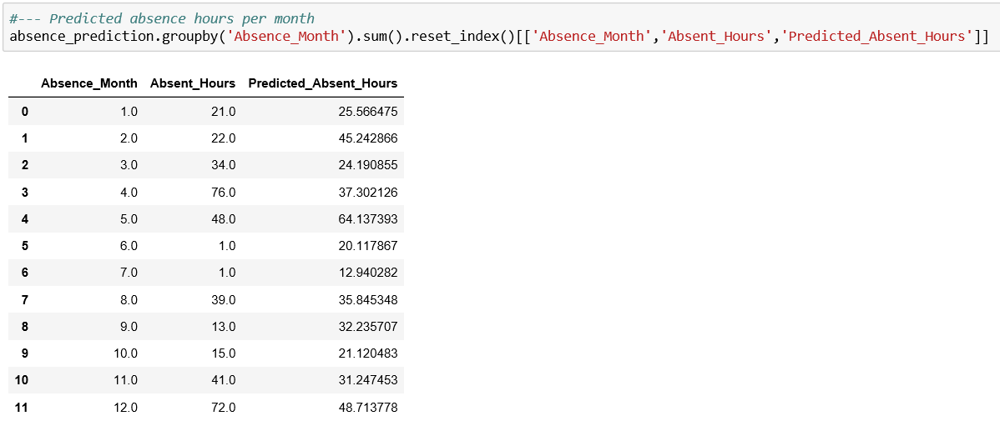 #--- Predicted absence hours per month
absence_prediction.groupby('Absence_Month').sum().reset_index()[['Absence_Month','Absent_Hours','Predicted_Absent_Hours']]
Absence_Month Absent_Hours Predicted_Absent_Hours
0 1.0 21.0 25.566475
1 2.0 22.0 45.242866
2 3.0 34.0 24.190855
3 4.0 76.0 37.302126
4 5.0 48.0 64.137393
5 6.0 1.0 20.117867
6 7.0 1.0 12.940282
7 8.0 39.0 35.845348
8 9.0 13.0 32.235707
9 10.0 15.0 21.120483
10 11.0 41.0 31.247453
11 12.0 72.0 48.713778